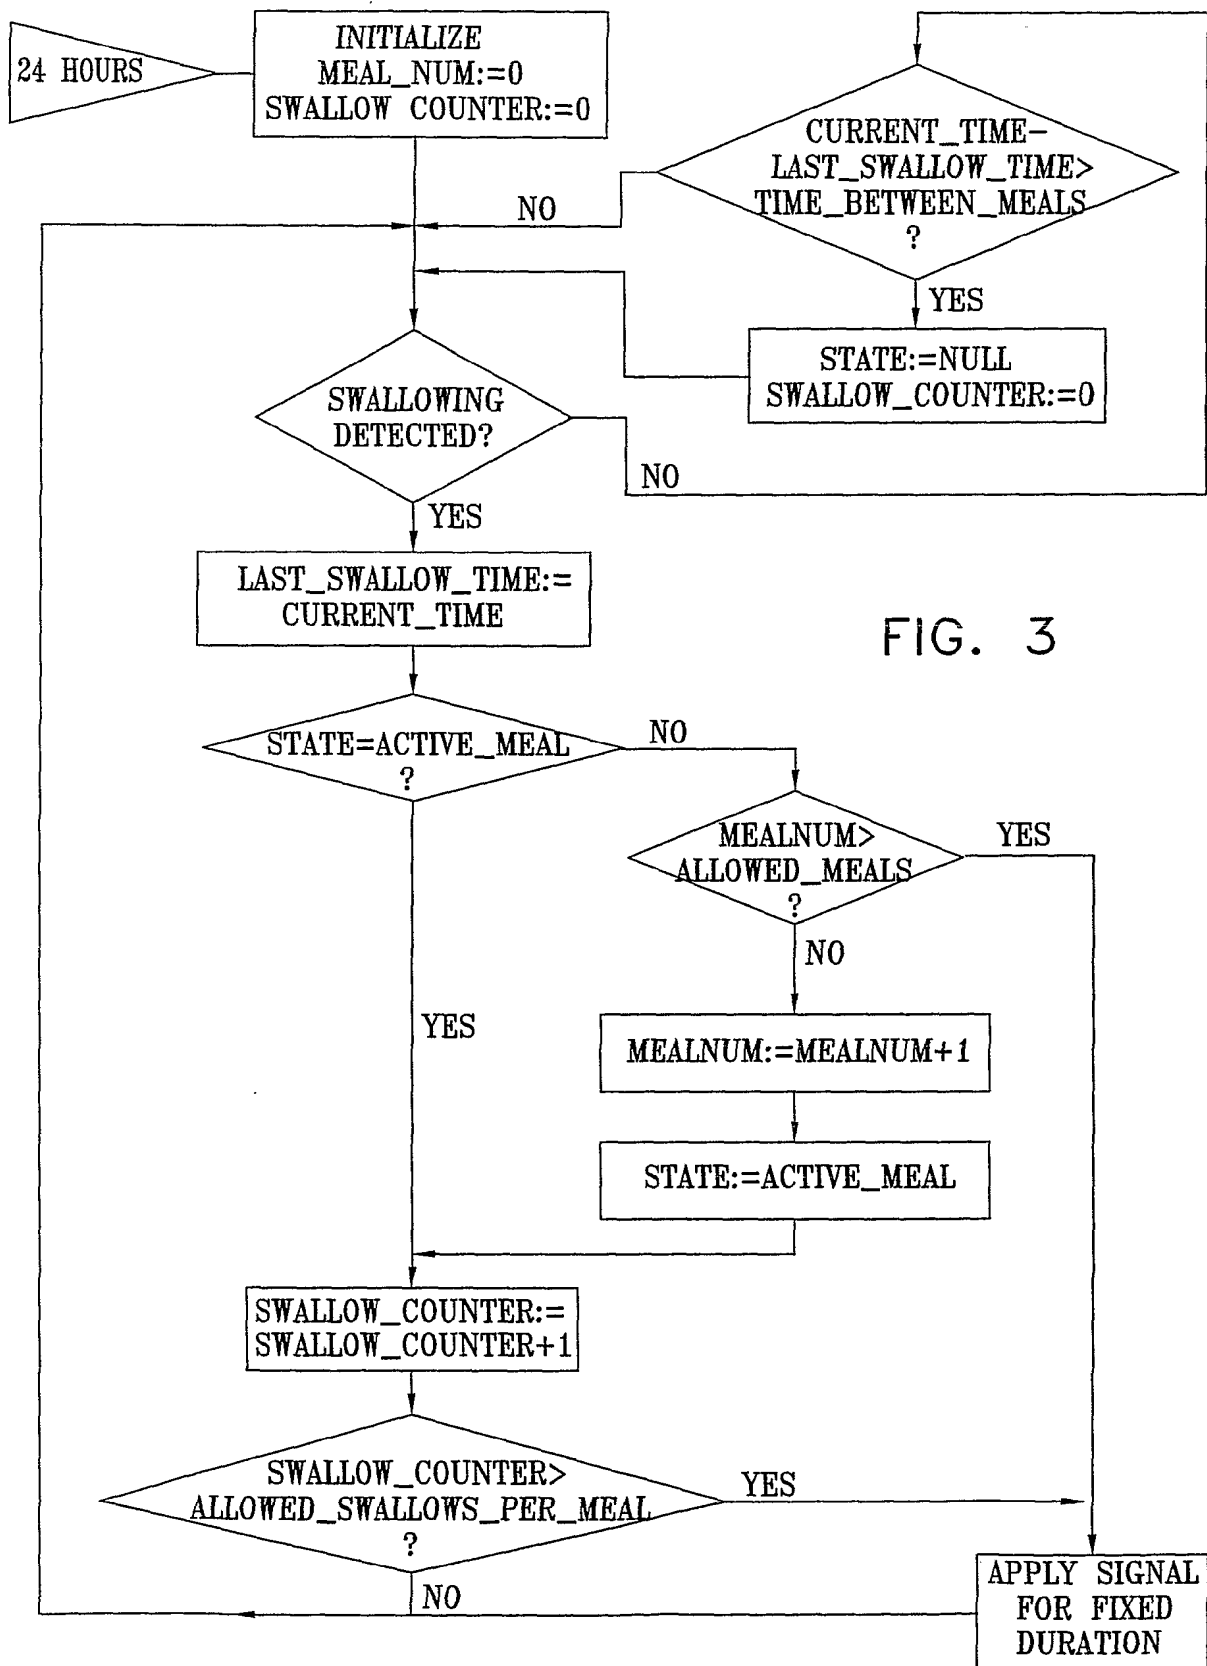 24 HOURS
INITIALIZE
MEAL_NUM:=0
SWALLOW COUNTER:=0
CURRENT_TIME-
LAST_SWALLOW_TIME>
TIME_BETWEEN_MEALS
?
NO
YES
STATE:=NULL
SWALLOW_COUNTER:=0
SWALLOWING
DETECTED?
NO
YES
LAST_SWALLOW_TIME:=
CURRENT_TIME
FIG. 3
STATE=ACTIVE_MEAL
?
NO
MEALNUM>
ALLOWED_MEALS
?
YES
NO
YES
MEALNUM:=MEALNUM+1
STATE:=ACTIVE_MEAL
SWALLOW_COUNTER:=
SWALLOW_COUNTER+1
SWALLOW_COUNTER>
ALLOWED_SWALLOWS_PER_MEAL
?
YES
NO
APPLY SIGNAL
FOR FIXED
DURATION